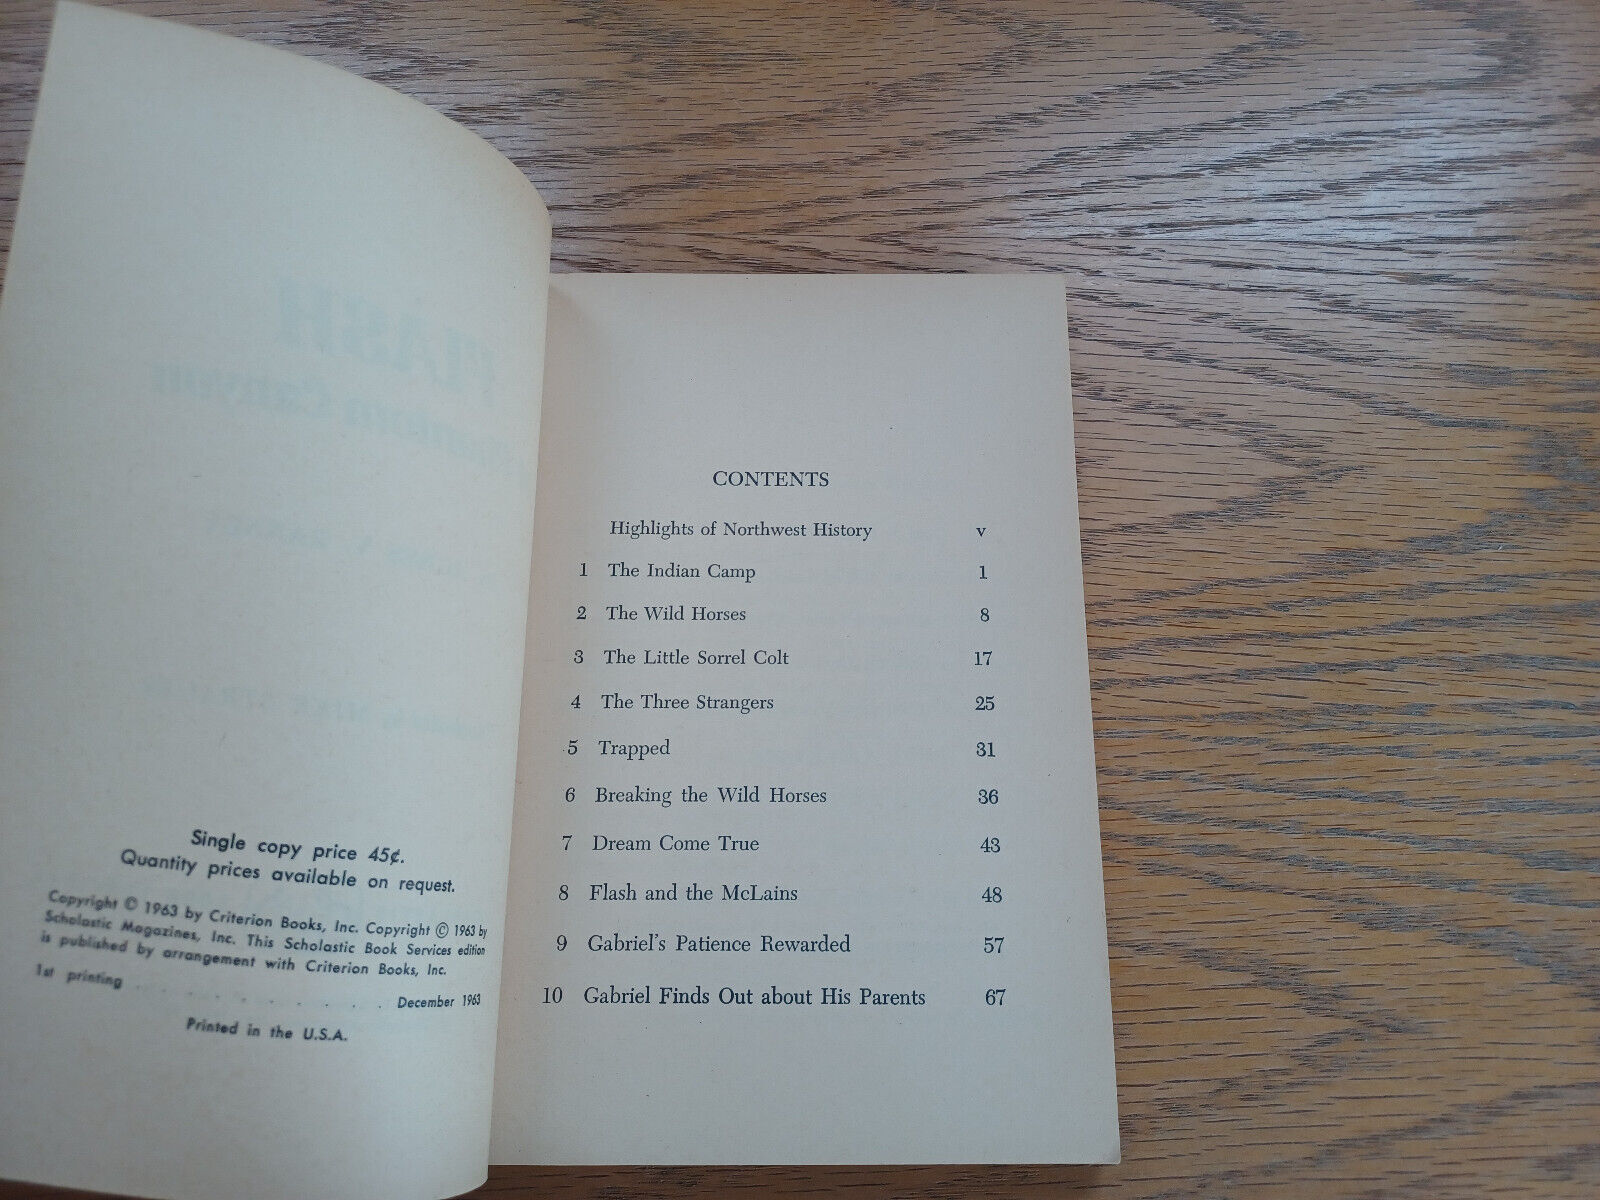 Single copy price 45¢.
Quantity prices available on request.
Copyright © 1963 by Criterion Books, Inc. Copyright © 1963 by
Scholastic Magazines, Inc. This Scholastic Book Services edition
is published by arrangement with Criterion Books, Inc.
1st printing . . . . . . . . . . December 1963
Printed in the U.S.A.
CONTENTS
Highlights of Northwest History v
1 The Indian Camp 1
2 The Wild Horses 8
3 The Little Sorrel Colt 17
4 The Three Strangers 25
5 Trapped 31
6 Breaking the Wild Horses 36
7 Dream Come True 43
8 Flash and the McLains 48
9 Gabriel's Patience Rewarded 57
10 Gabriel Finds Out about His Parents 67